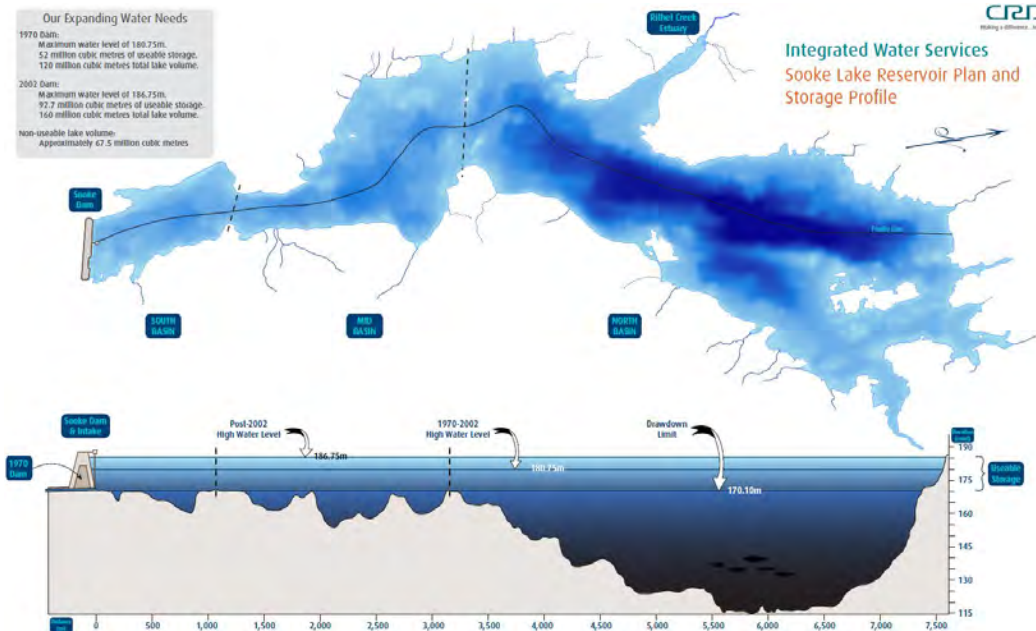 Our Expanding Water Needs
1970 Dam:
Maximum water level of 180.75m.
52 million cubic metres of useable storage.
120 million cubic metres total lake volume.
2002 Dam:
Maximum water level of 186.75m.
92.7 million cubic metres of useable storage.
160 million cubic metres total lake volume.
Non-useable lake volume:
Approximately 67.5 million cubic metres
CRD
Making a difference...
Integrated Water Services
Sooke Lake Reservoir Plan and
Storage Profile
Rithet Creek
Estuary
Sooke
Dam
Profile Line
SOUTH
BASIN
MID
BASIN
NORTH
BASIN
Sooke Dam
& Intake
1970
Dam
Post-2002
High Water Level
186.75m
1970-2002
High Water Level
180.75m
Drawdown
Limit
170.10m
Useable
Storage
190
175
160
145
130
115
0
500
1,000
1,500
2,000
2,500
3,000
3,500
4,000
4,500
5,000
5,500
6,000
6,500
7,000
7,500